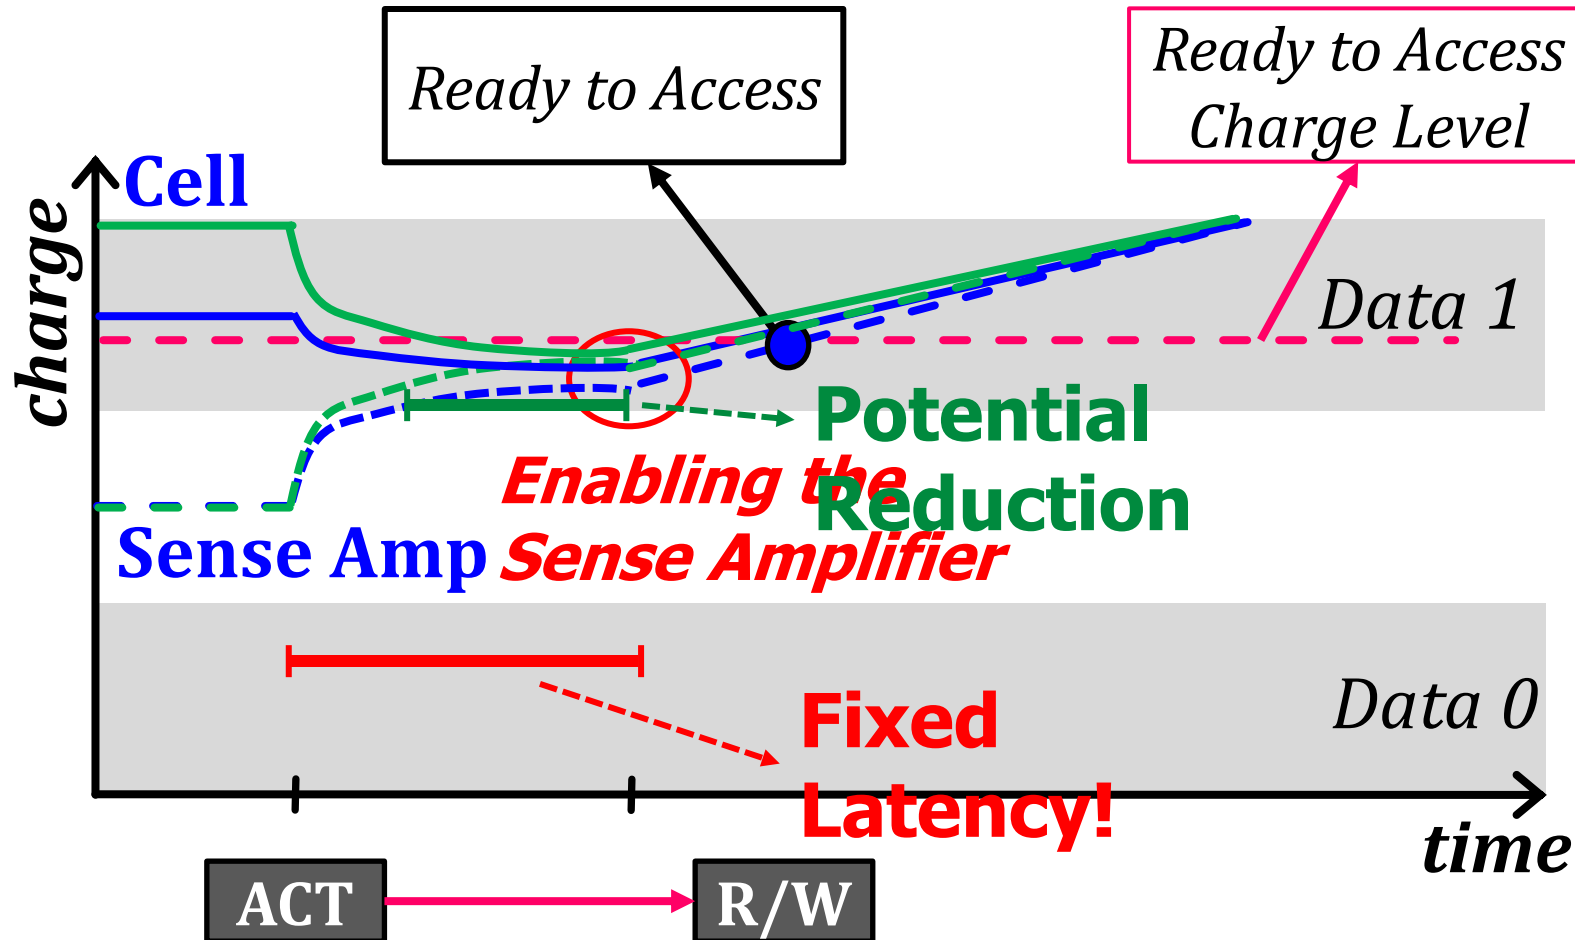 Ready to Access
Ready to Access
Charge Level
Cell
charge
Data 1
Potential
Reduction
Enabling the
Sense Amplifier
Sense Amp
Data 0
Fixed
Latency!
time
ACT
R/W